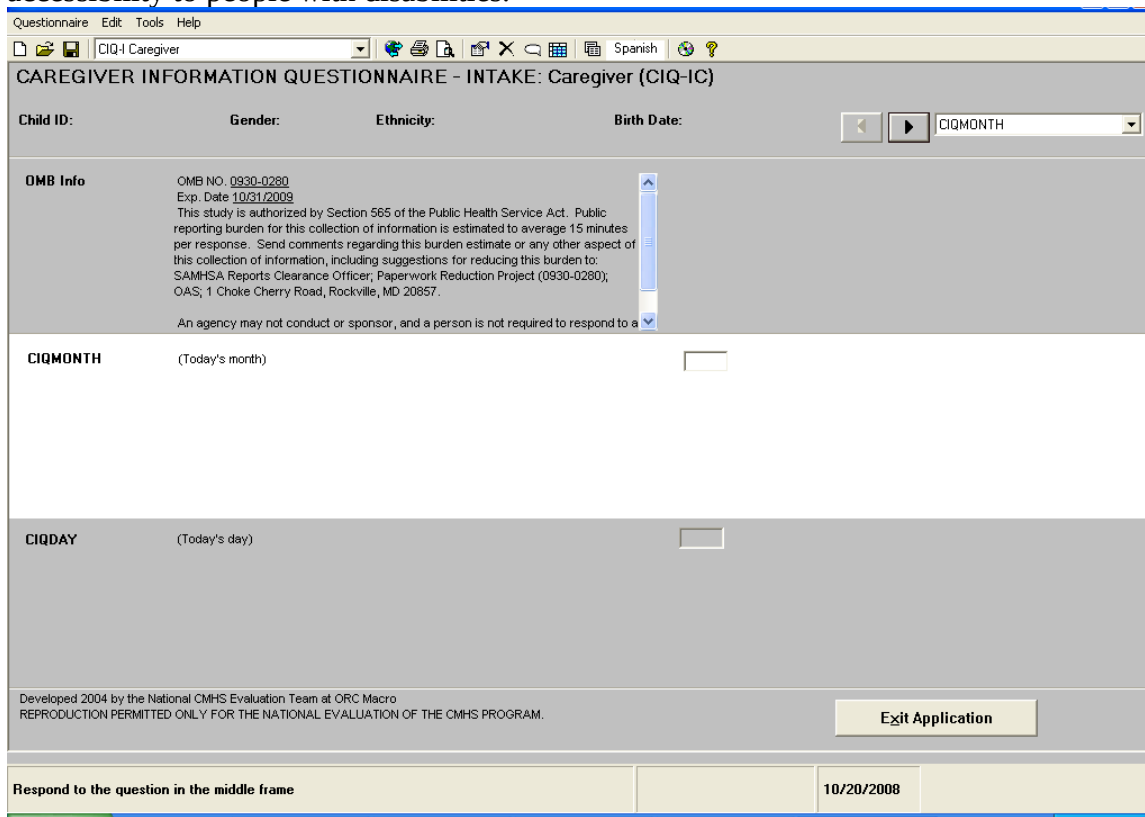 accessibility to people with disabilities.
Questionnaire Edit Tools Help
CIQ-I Caregiver Spanish
CAREGIVER INFORMATION QUESTIONNAIRE - INTAKE: Caregiver (CIQ-IC)
Child ID: Gender: Ethnicity: Birth Date: CIQMONTH
OMB Info
OMB NO. 0930-0280
Exp. Date 10/31/2009
This study is authorized by Section 565 of the Public Health Service Act. Public
reporting burden for this collection of information is estimated to average 15 minutes
per response. Send comments regarding this burden estimate or any other aspect of
this collection of information, including suggestions for reducing this burden to:
SAMHSA Reports Clearance Officer; Paperwork Reduction Project (0930-0280);
OAS; 1 Choke Cherry Road, Rockville, MD 20857.
An agency may not conduct or sponsor, and a person is not required to respond to a
CIQMONTH (Today's month)
CIQDAY (Today's day)
Developed 2004 by the National CMHS Evaluation Team at ORC Macro
REPRODUCTION PERMITTED ONLY FOR THE NATIONAL EVALUATION OF THE CMHS PROGRAM.
Exit Application
Respond to the question in the middle frame 10/20/2008